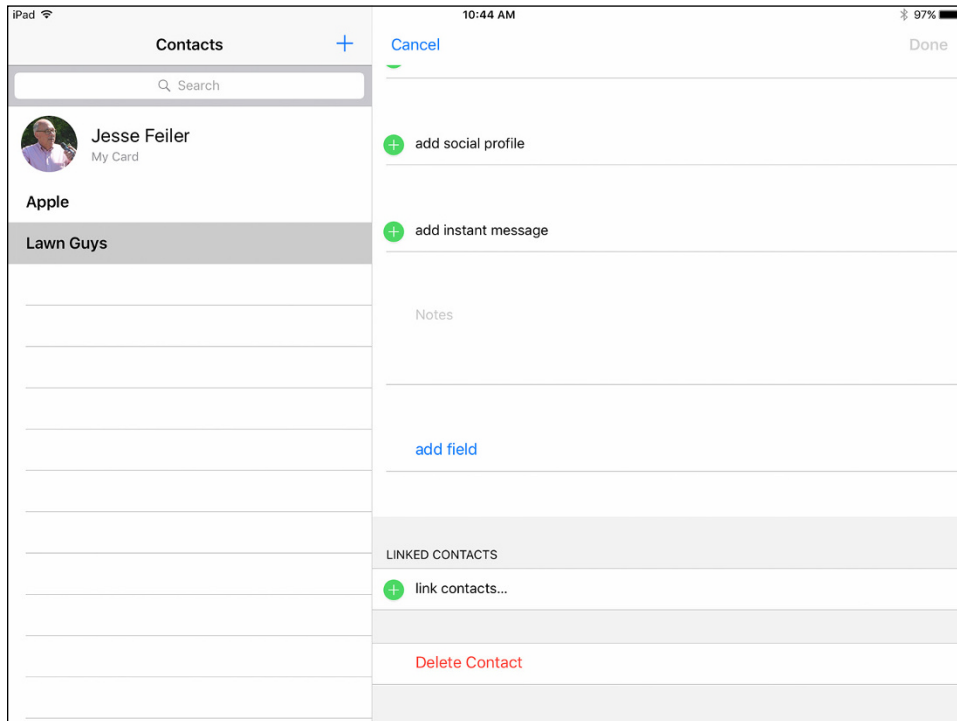 iPad 10:44 AM 97%
Contacts + Cancel Done
Search
Jesse Feiler
My Card
Apple
Lawn Guys
add social profile
add instant message
Notes
add field
LINKED CONTACTS
link contacts...
Delete Contact